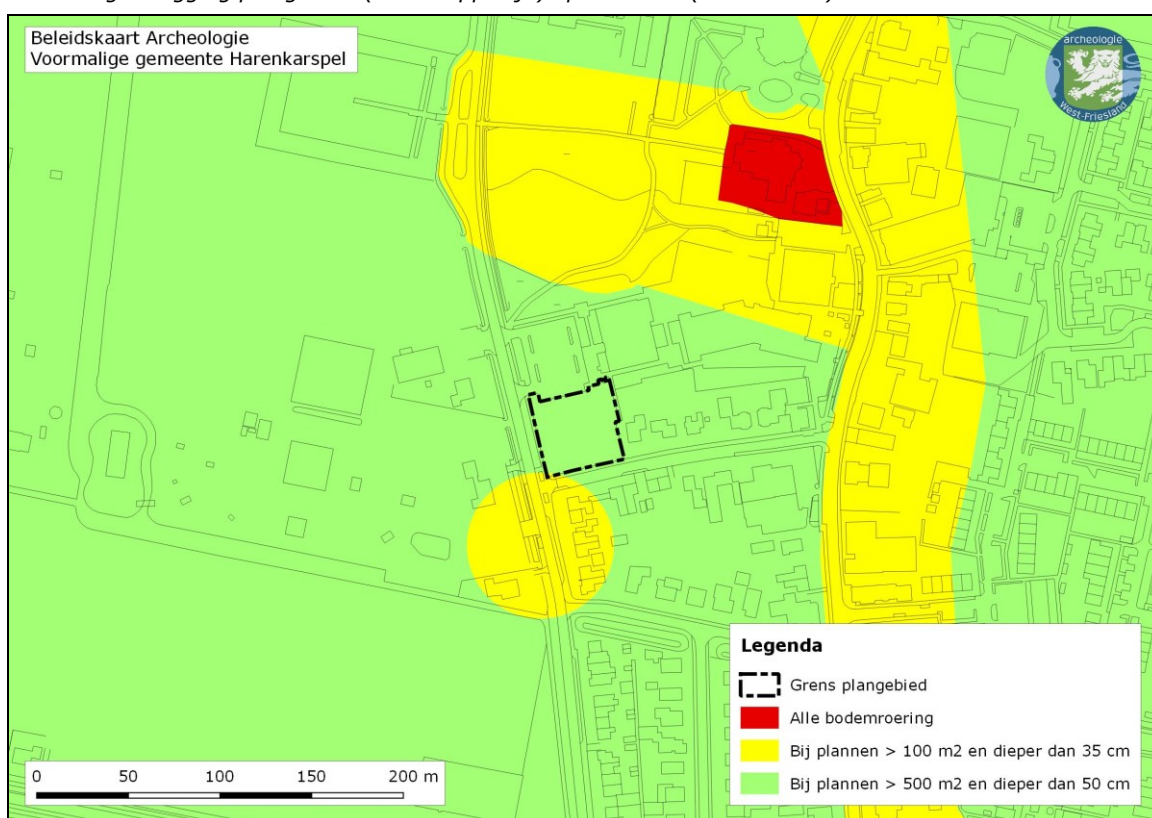 Beleidskaart Archeologie
Voormalige gemeente Harenkarspel
archeologie
West-Friesland
Legenda
Grens plangebied
Alle bodemroering
Bij plannen > 100 m2 en dieper dan 35 cm
Bij plannen > 500 m2 en dieper dan 50 cm
0 50 100 150 200 m